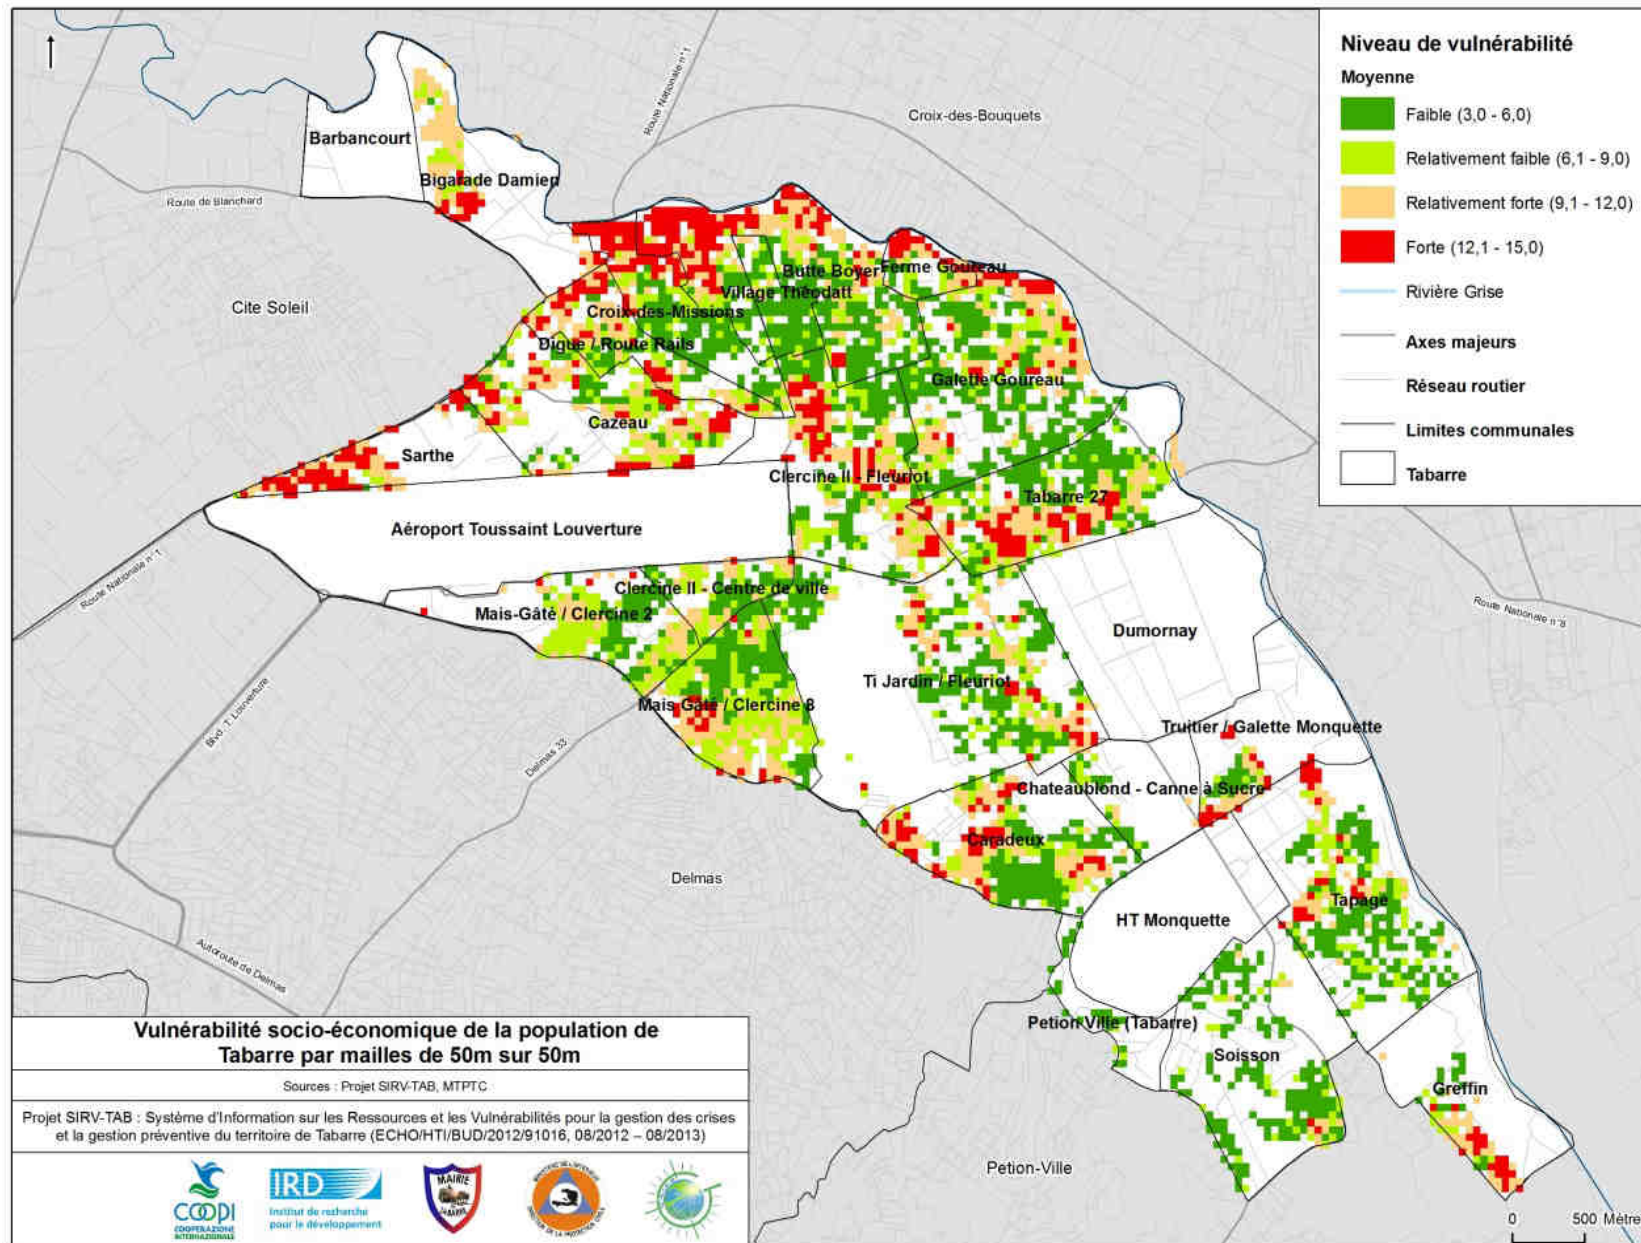 Niveau de vulnérabilité
Moyenne
Faible (3,0 - 6,0)
Relativement faible (6,1 - 9,0)
Relativement forte (9,1 - 12,0)
Forte (12,1 - 15,0)
Rivière Grise
Axes majeurs
Réseau routier
Limites communales
Tabarre
Route Nationale n°1
Croix-des-Bouquets
Barbancourt
Bigarade Damien
Route de Blanchard
Cite Soleil
Butte Boyer
Ferme Goureau
Village Théodatt
Croix-des-Missions
Digue / Route Rails
Galette Goureau
Cazeau
Sarthe
Clercine II - Fleuriot
Tabarre 27
Aéroport Toussaint Louverture
Route Nationale n°1
Clercine II - Centre de ville
Mais-Gâté / Clercine 2
Route Nationale n°8
Dumornay
Ti Jardin / Fleuriot
Mais Gâté / Clercine 8
Blvd. T. Louverture
Delmas 33
Truitier / Galette Monquette
Chateaublond - Canne à Sucre
Caradeux
Delmas
Tapage
HT Monquette
Autoroute de Delmas
Petion Ville (Tabarre)
Soisson
Greffin
Petion-Ville
0 500 Mètre
Vulnérabilité socio-économique de la population de
Tabarre par mailles de 50m sur 50m
Sources : Projet SIRV-TAB, MTPTC
Projet SIRV-TAB : Système d'Information sur les Ressources et les Vulnérabilités pour la gestion des crises
et la gestion préventive du territoire de Tabarre (ECHO/HTI/BUD/2012/91016, 08/2012 – 08/2013)
COOPI
COOPERAZIONE
INTERNAZIONALE
IRD
Institut de recherche
pour le développement
MAIRIE
DIRECTION DE LA PROTECTION CIVILE